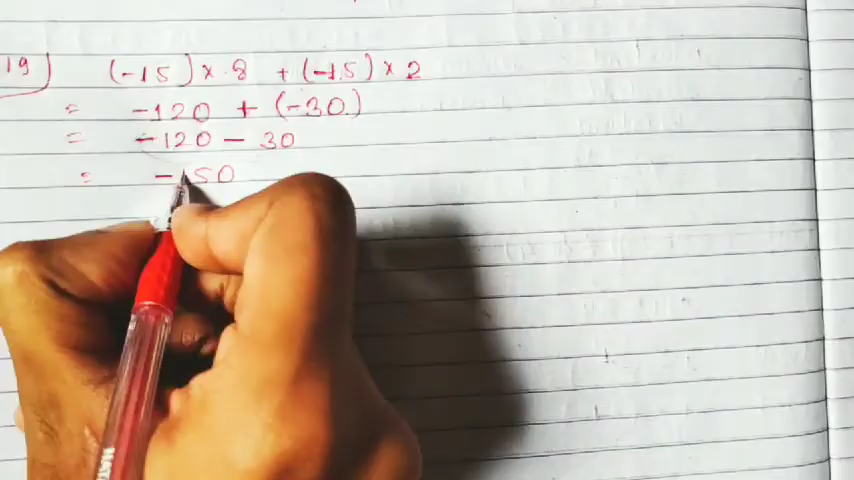 19) (-15) × 8 + (-15) × 2
= -120 + (-30)
= -120 - 30
= -150